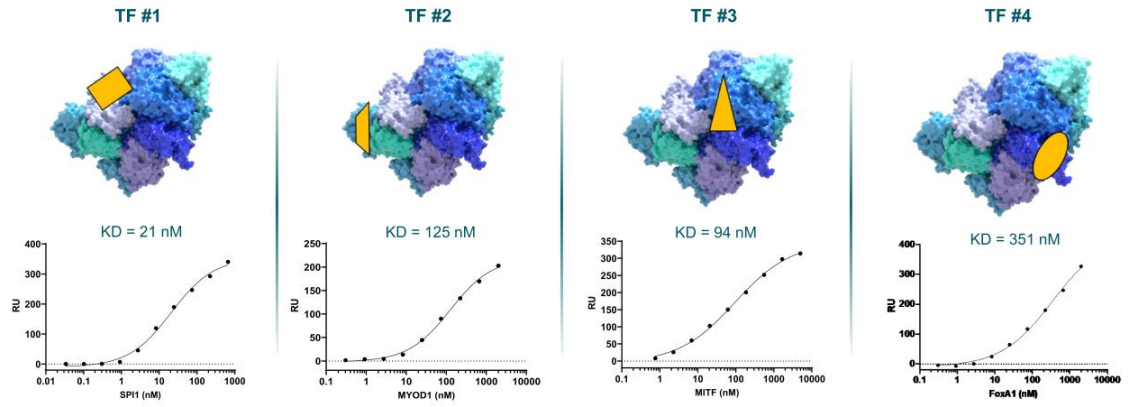 TF #1
TF #2
TF #3
TF #4
KD = 21 nM
KD = 125 nM
KD = 94 nM
KD = 351 nM
400
300
200
100
0
RU
0.01 0.1 1 10 100 1000
SPI1 (nM)
250
200
150
100
50
0
RU
0.1 1 10 100 1000 10000
MYOD1 (nM)
350
300
250
200
150
100
50
0
RU
0.1 1 10 100 1000 10000
MITF (nM)
400
300
200
100
0
RU
0.1 1 10 100 1000 10000
FoxA1 (nM)